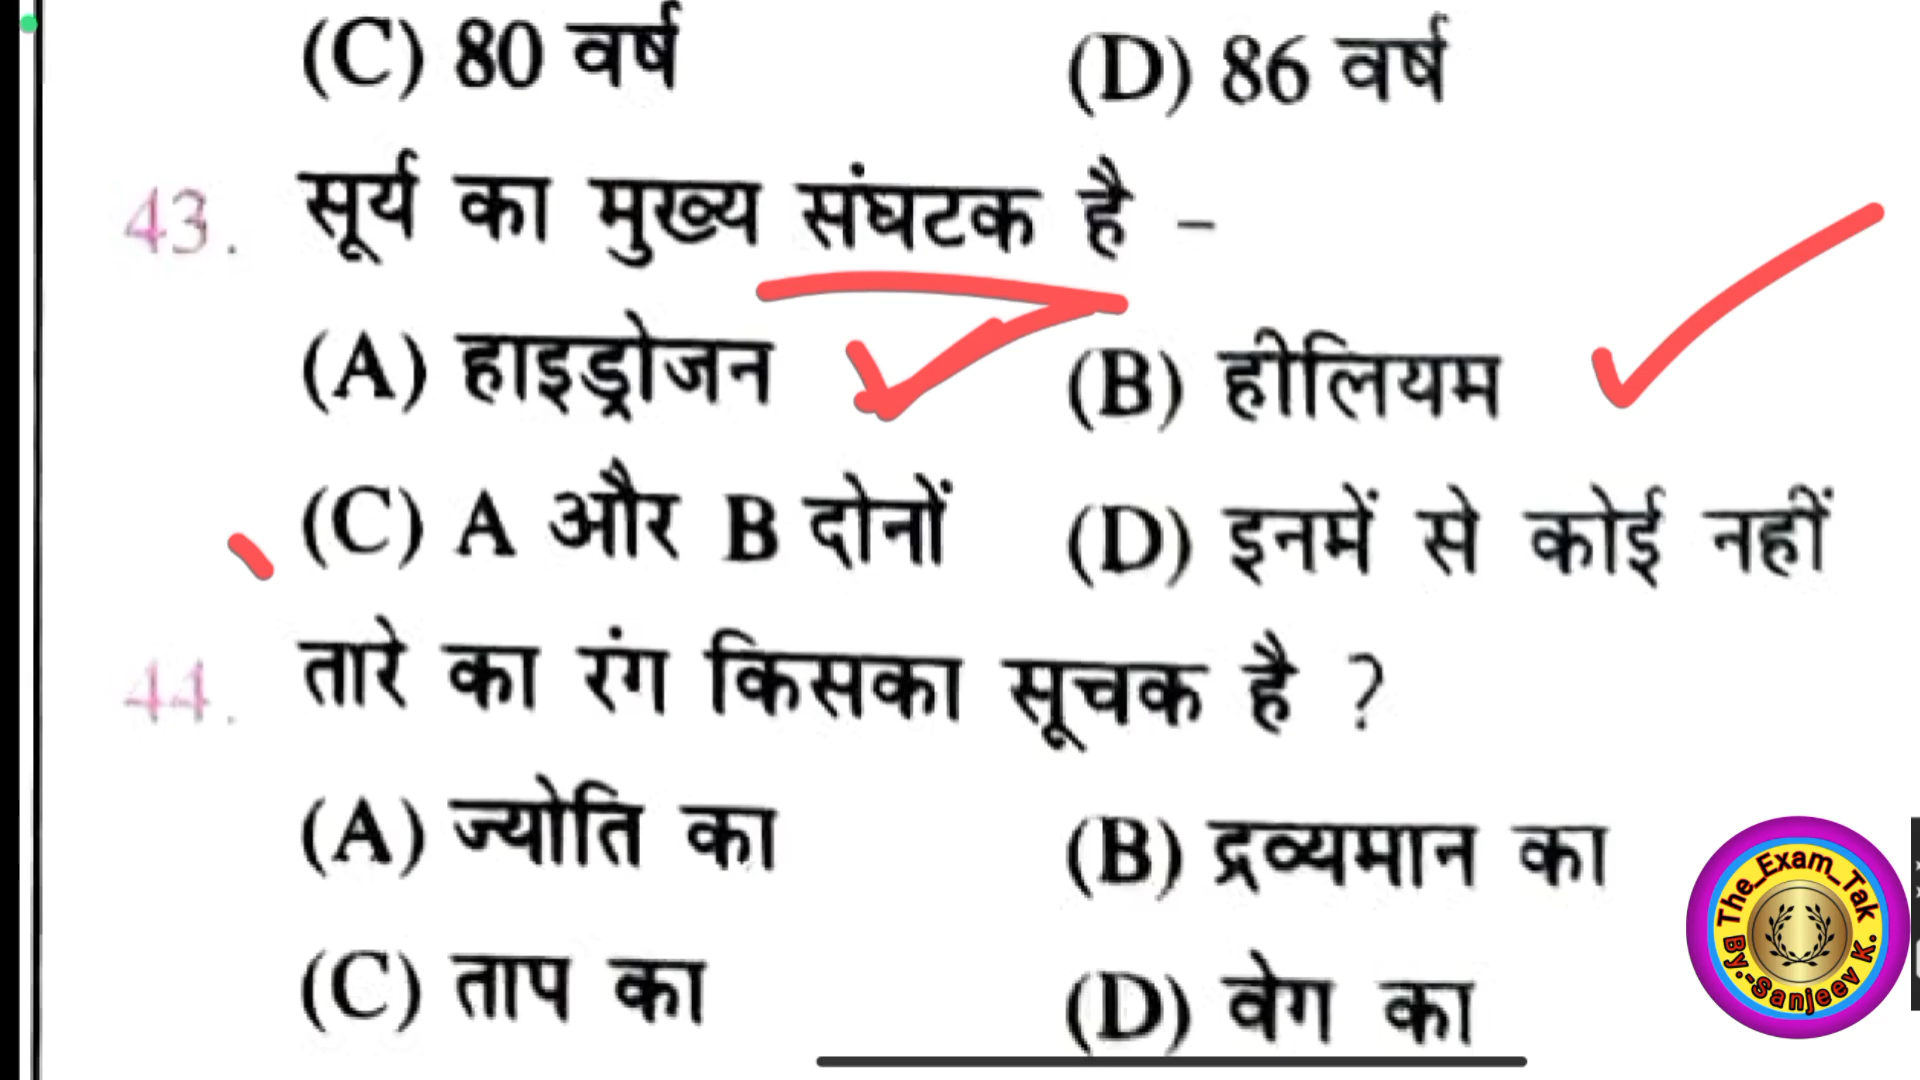 (C) 80 वर्ष (D) 86 वर्ष
43. सूर्य का मुख्य संघटक है –
(A) हाइड्रोजन (B) हीलियम
(C) A और B दोनों (D) इनमें से कोई नहीं
44. तारे का रंग किसका सूचक है ?
(A) ज्योति का (B) द्रव्यमान का
(C) ताप का (D) वेग का
The_Exam_Tak
By:-Sanjeev K.